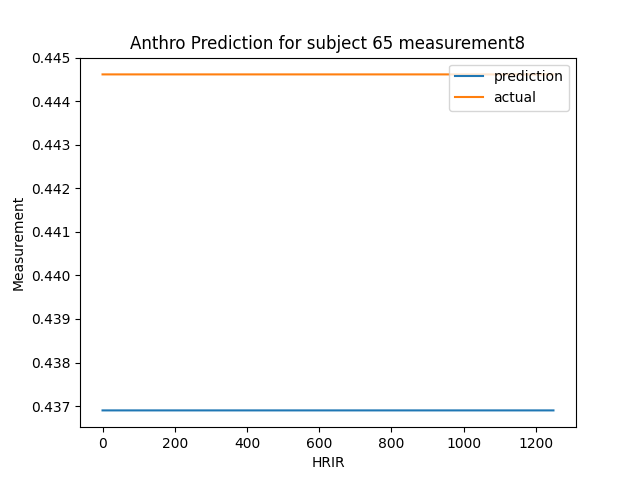 Anthro Prediction for subject 65 measurement8
0.445
0.444
0.443
0.442
0.441
0.440
0.439
0.438
0.437
Measurement
prediction
actual
0 200 400 600 800 1000 1200
HRIR